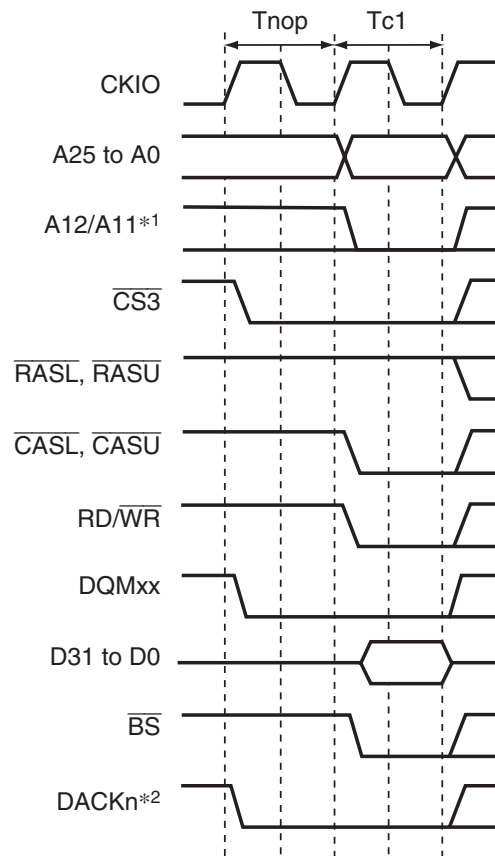 Tnop Tc1
CKIO
A25 to A0
A12/A11*1
CS3
RASL, RASU
CASL, CASU
RD/WR
DQMxx
D31 to D0
BS
DACKn*2